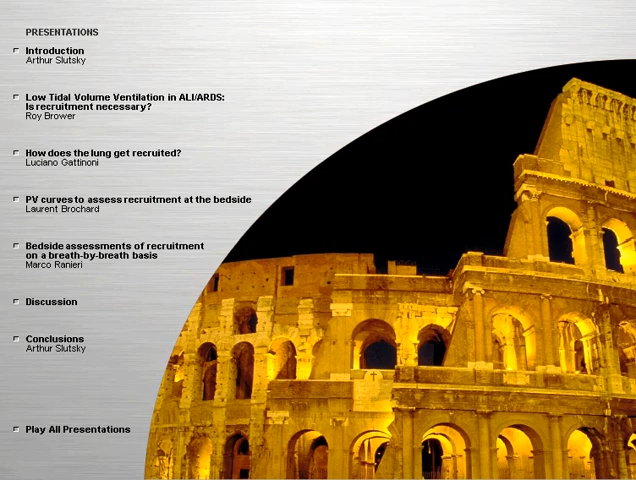 PRESENTATIONS
Introduction
Arthur Slutsky
Low Tidal Volume Ventilation in ALI/ARDS:
Is recruitment necessary?
Roy Brower
How does the lung get recruited?
Luciano Gattinoni
PV curves to assess recruitment at the bedside
Laurent Brochard
Bedside assessments of recruitment
on a breath-by-breath basis
Marco Ranieri
Discussion
Conclusions
Arthur Slutsky
Play All Presentations